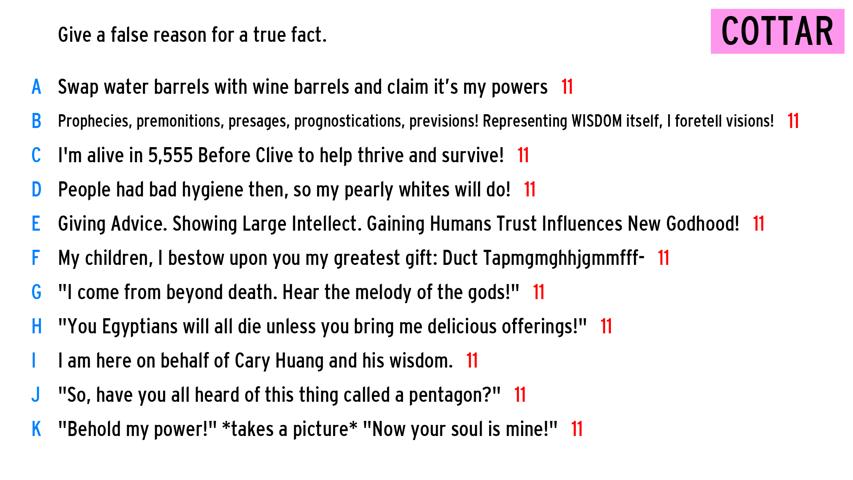 Give a false reason for a true fact.
COTTAR
A Swap water barrels with wine barrels and claim it's my powers 11
B Prophecies, premonitions, presages, prognostications, previsions! Representing WISDOM itself, I foretell visions! 11
C I'm alive in 5,555 Before Clive to help thrive and survive! 11
D People had bad hygiene then, so my pearly whites will do! 11
E Giving Advice. Showing Large Intellect. Gaining Humans Trust Influences New Godhood! 11
F My children, I bestow upon you my greatest gift: Duct Tapmgmghhjgmmfff- 11
G "I come from beyond death. Hear the melody of the gods!" 11
H "You Egyptians will all die unless you bring me delicious offerings!" 11
I I am here on behalf of Cary Huang and his wisdom. 11
J "So, have you all heard of this thing called a pentagon?" 11
K "Behold my power!" *takes a picture* "Now your soul is mine!" 11